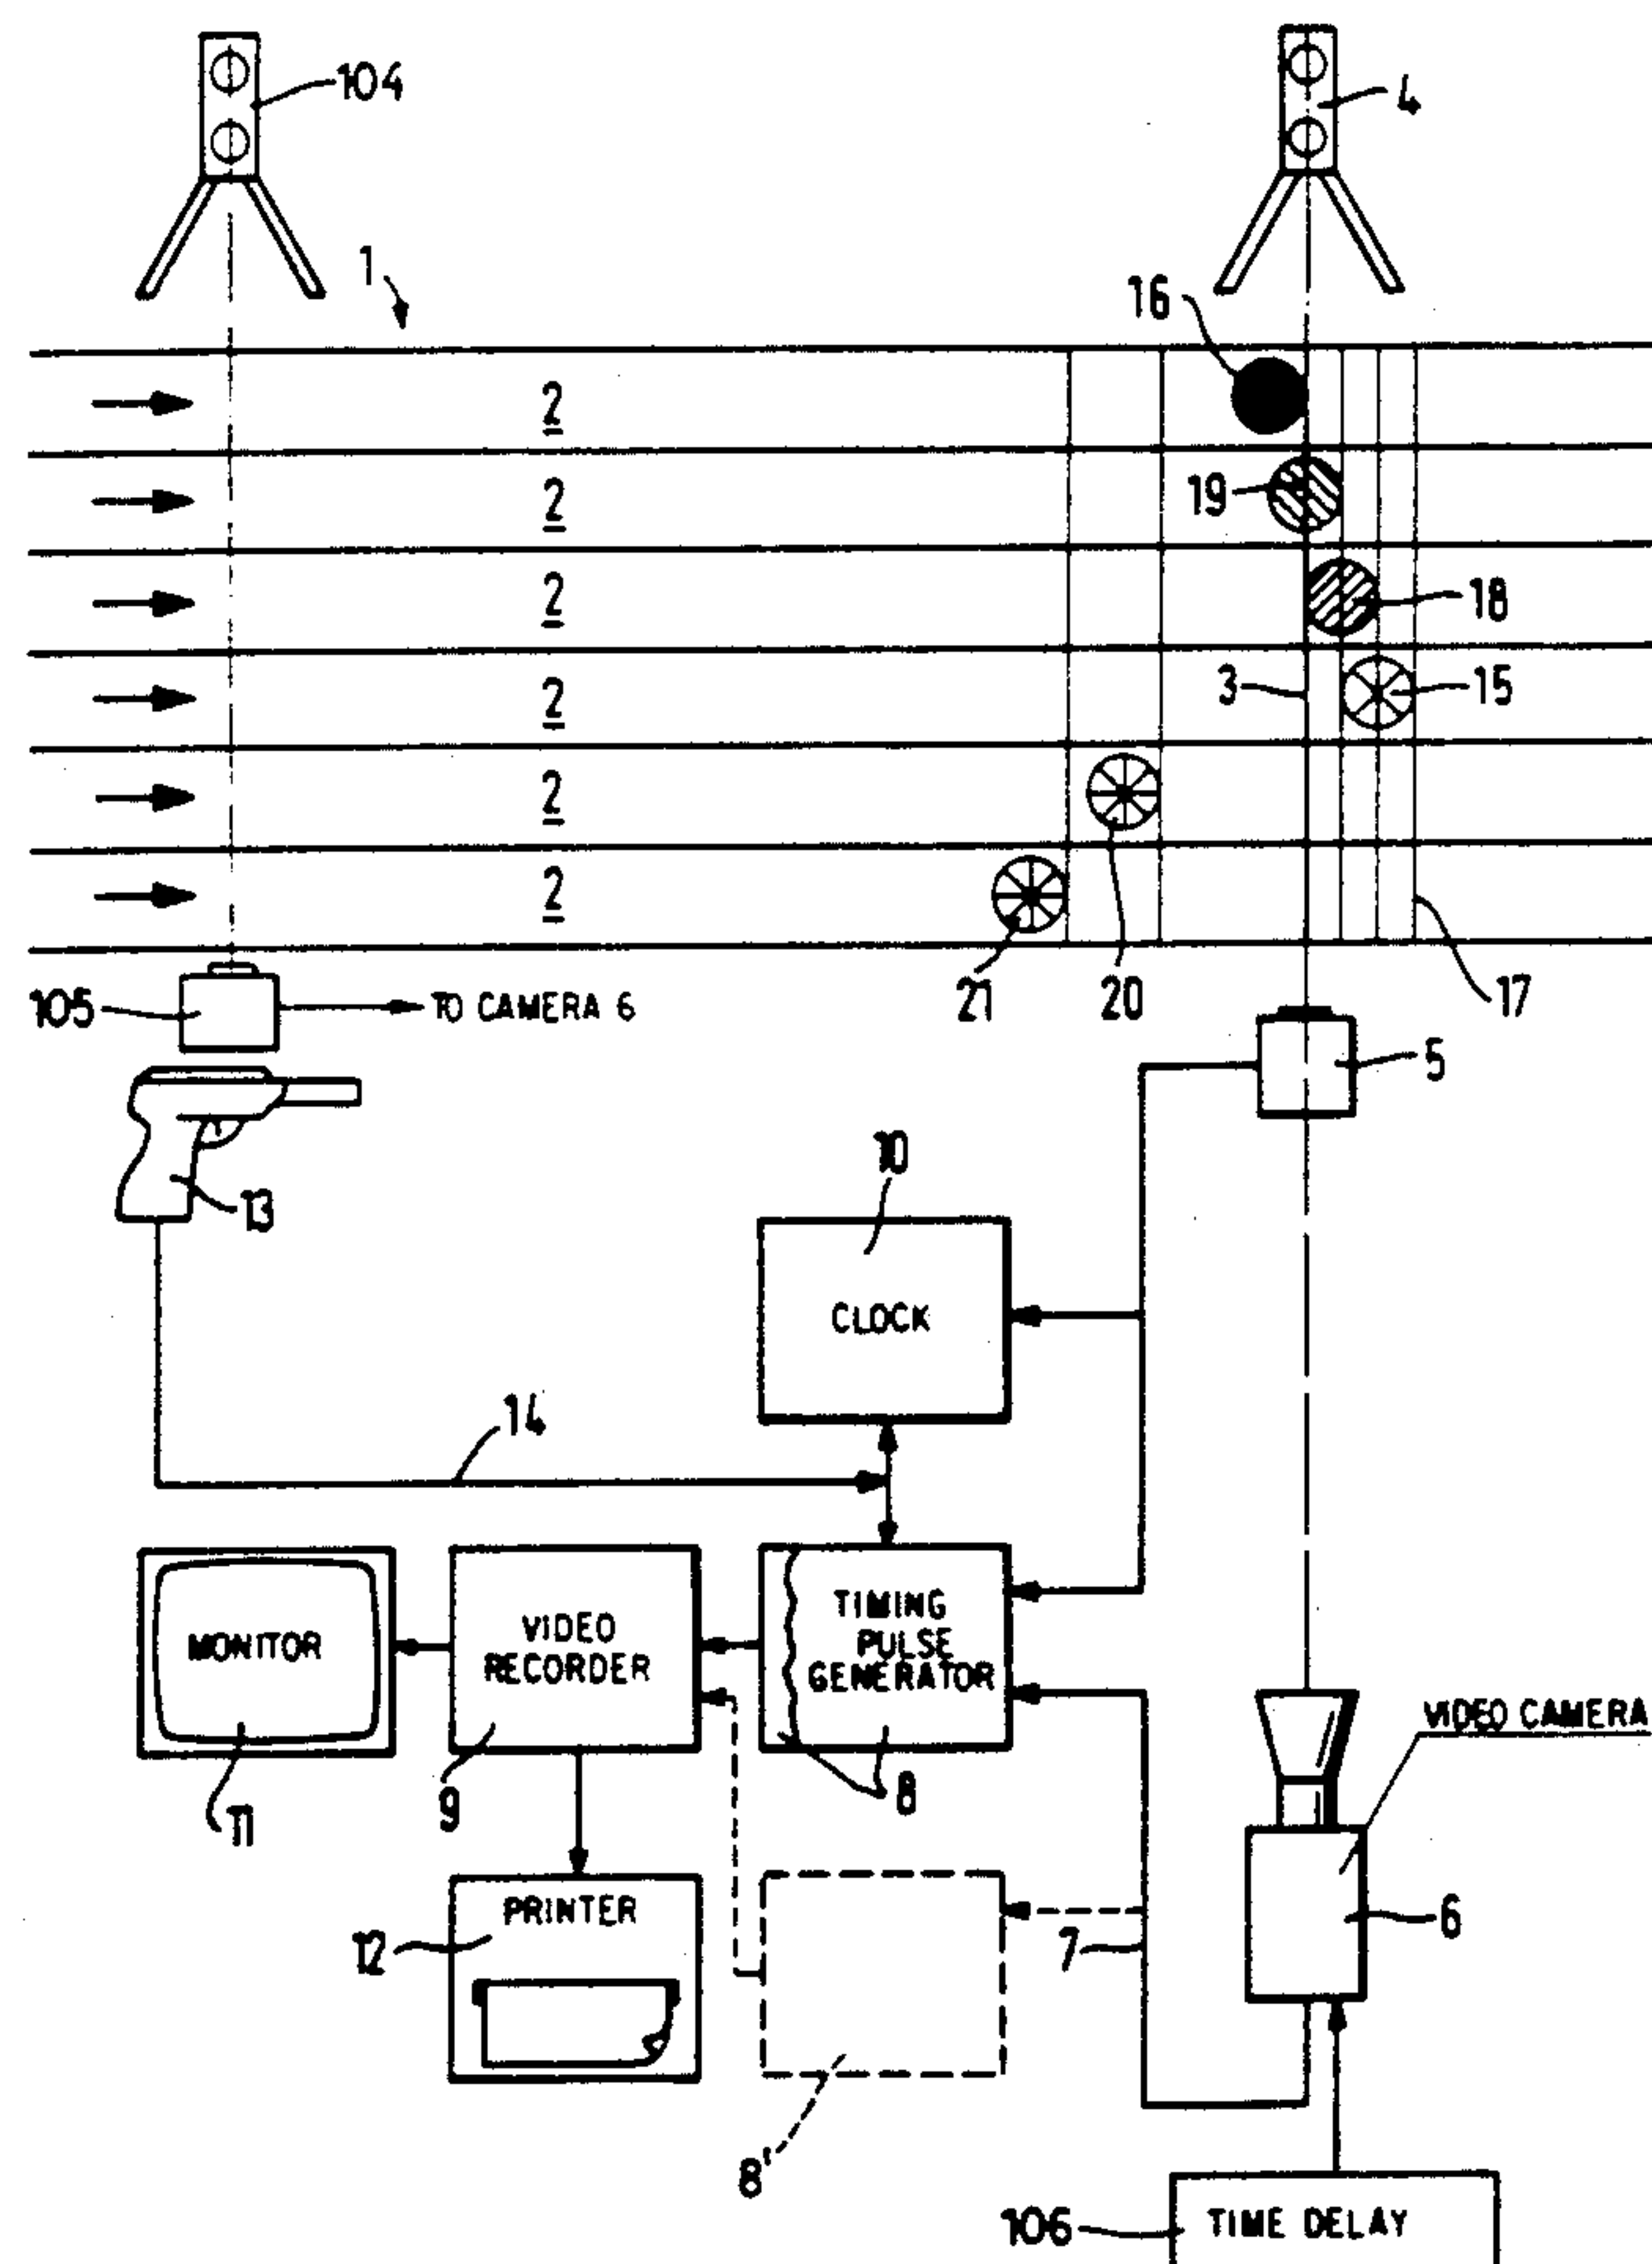 104
4
1
16
2
19
2
2
18
3
2
15
2
2
21
20
17
105
TO CAMERA 6
5
13
10
CLOCK
14
MONITOR
VIDEO
RECORDER
TIMING
PULSE
GENERATOR
VIDEO CAMERA
11
9
8
PRINTER
12
7
6
8'
106
TIME DELAY